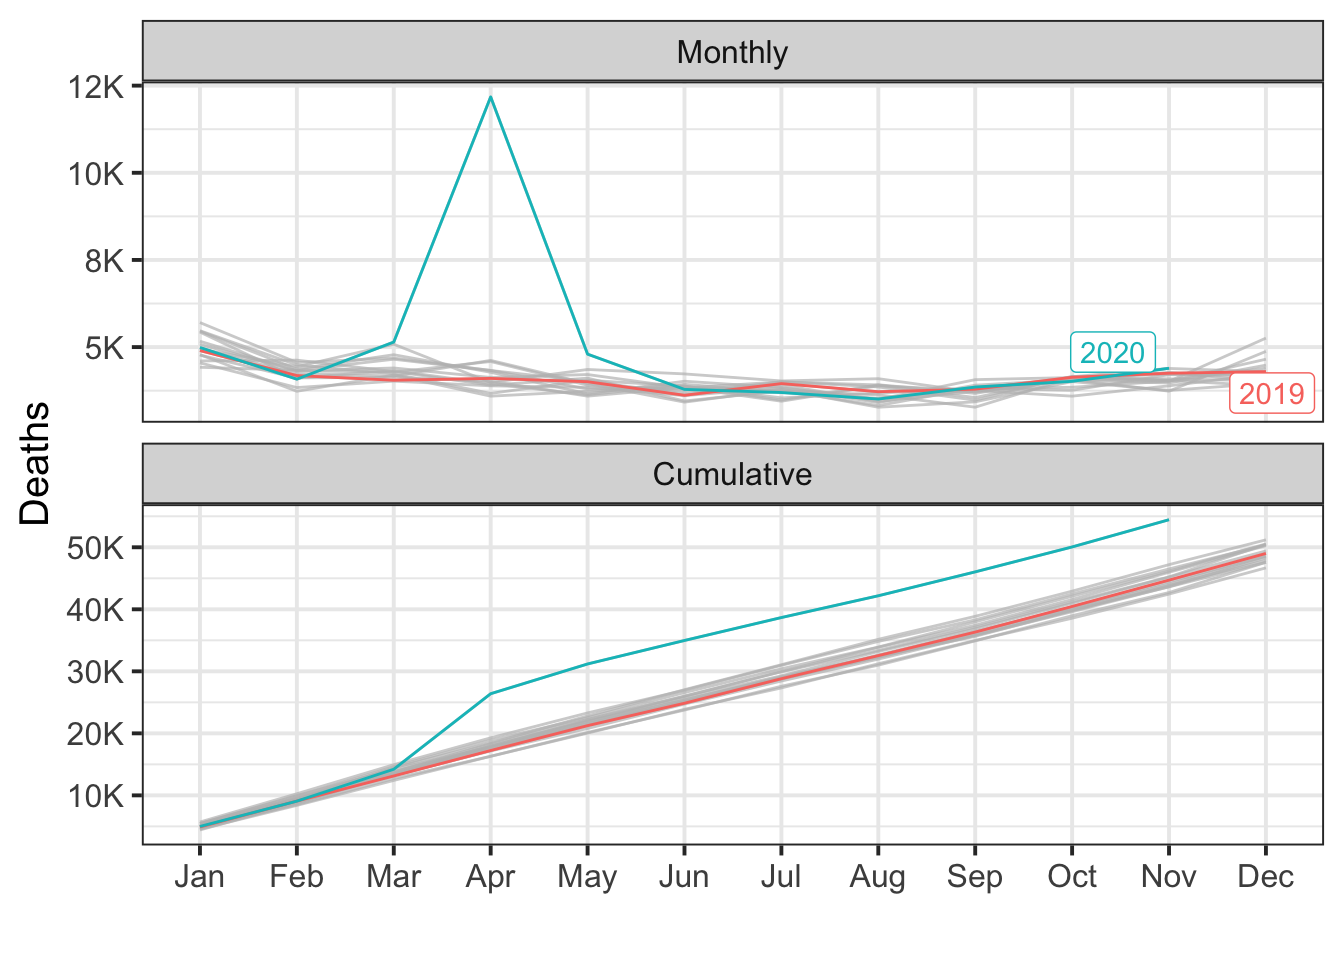 Monthly
12K
10K
8K
5K
2020
2019
Deaths
Cumulative
50K
40K
30K
20K
10K
Jan Feb Mar Apr May Jun Jul Aug Sep Oct Nov Dec